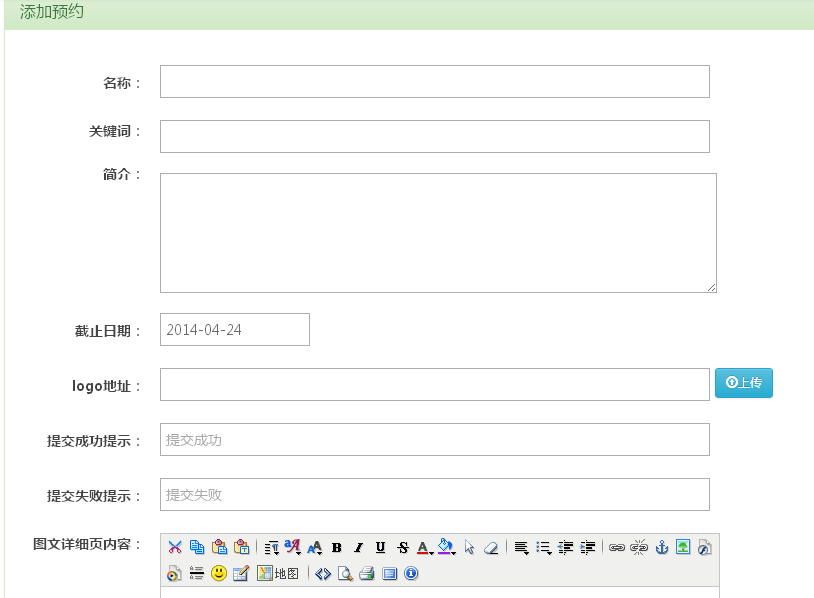 添加预约
名称：
关键词：
简介：
截止日期： 2014-04-24
logo地址： 上传
提交成功提示： 提交成功
提交失败提示： 提交失败
图文详细页内容：
地图